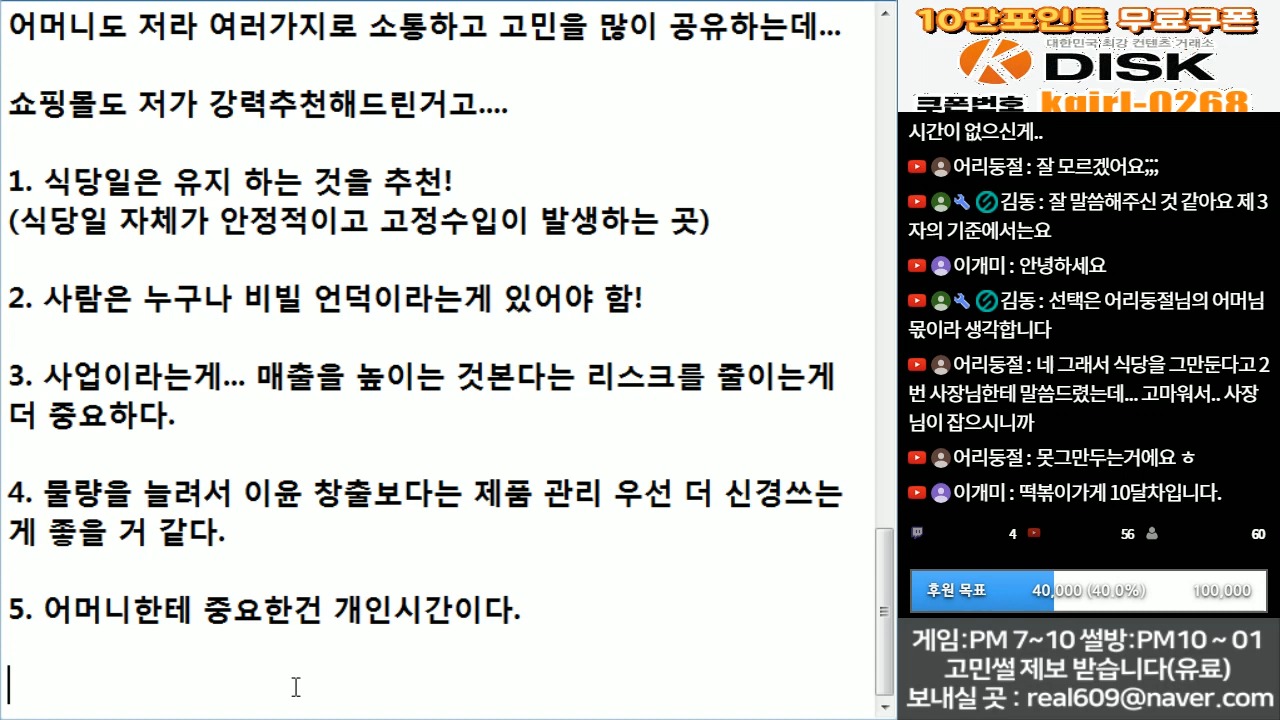 어머니도 저랑 여러가지로 소통하고 고민을 많이 공유하는데...
쇼핑몰도 저가 강력추천해드린거고....
1. 식당일은 유지 하는 것을 추천!
(식당일 자체가 안정적이고 고정수입이 발생하는 곳)
2. 사람은 누구나 비빌 언덕이라는게 있어야 함!
3. 사업이라는게... 매출을 높이는 것본다는 리스크를 줄이는게
더 중요하다.
4. 물량을 늘려서 이윤 창출보다는 제품 관리 우선 더 신경쓰는
게 좋을 거 같다.
5. 어머니한테 중요한건 개인시간이다.
10만포인트 무료쿠폰
대한민국 최강 컨텐츠 거래소
K DISK
쿠폰번호 kgirl-0268
시간이 없으신게..
어리둥절 : 잘 모르겠어요;;;
김동 : 잘 말씀해주신 것 같아요 제 3
자의 기준에서는요
이개미 : 안녕하세요
김동 : 선택은 어리둥절님의 어머님
몫이라 생각합니다
어리둥절 : 네 그래서 식당을 그만둔다고 2
번 사장님한테 말씀드렸는데... 고마워서.. 사장
님이 잡으시니까
어리둥절 : 못그만두는거에요 ㅎ
이개미 : 떡볶이가게 10달차입니다.
4 56 60
후원 목표 40,000 (40.0%) 100,000
게임:PM 7~10 썰방:PM10 ~ 01
고민썰 제보 받습니다(유료)
보내실 곳 : real609@naver.com